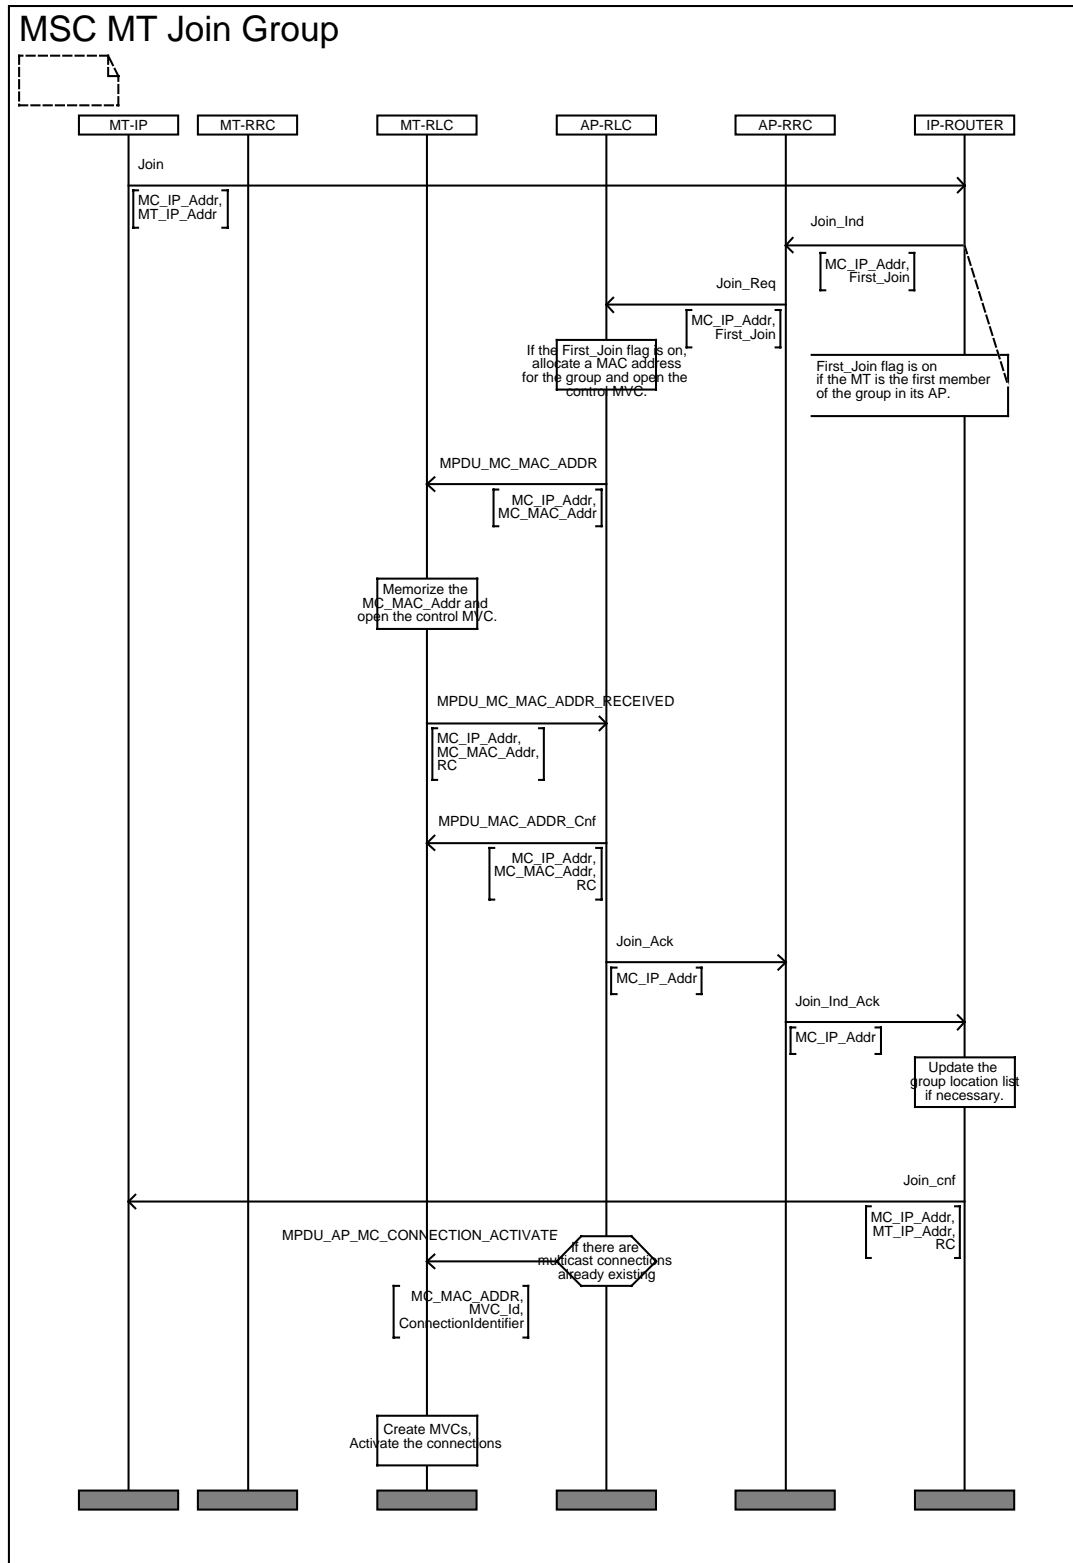 MSC MT Join Group
MT-IP
MT-RRC
MT-RLC
AP-RLC
AP-RRC
IP-ROUTER
Join
MC_IP_Addr,
MT_IP_Addr
Join_Ind
MC_IP_Addr,
First_Join
Join_Req
MC_IP_Addr,
First_Join
If the First_Join flag is on,
allocate a MAC address
for the group and open the
control MVC.
First_Join flag is on
if the MT is the first member
of the group in its AP.
MPDU_MC_MAC_ADDR
MC_IP_Addr,
MC_MAC_Addr
Memorize the
MC_MAC_Addr and
open the control MVC.
MPDU_MC_MAC_ADDR_RECEIVED
MC_IP_Addr,
MC_MAC_Addr,
RC
MPDU_MAC_ADDR_Cnf
MC_IP_Addr,
MC_MAC_Addr,
RC
Join_Ack
MC_IP_Addr
Join_Ind_Ack
MC_IP_Addr
Update the
group location list
if necessary.
Join_cnf
MC_IP_Addr,
MT_IP_Addr,
RC
MPDU_AP_MC_CONNECTION_ACTIVATE
If there are
multicast connections
already existing
MC_MAC_ADDR,
MVC_Id,
ConnectionIdentifier
Create MVCs,
Activate the connections